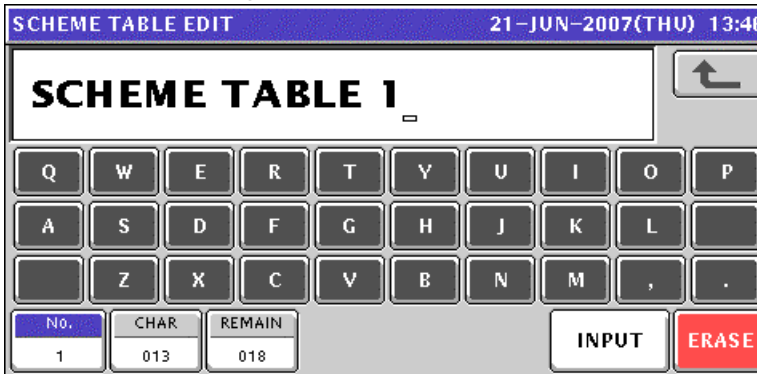 SCHEME TABLE EDIT 21-JUN-2007(THU) 13:46
SCHEME TABLE 1
Q W E R T Y U I O P
A S D F G H J K L
Z X C V B N M , .
No. CHAR REMAIN
1 013 018 INPUT ERASE